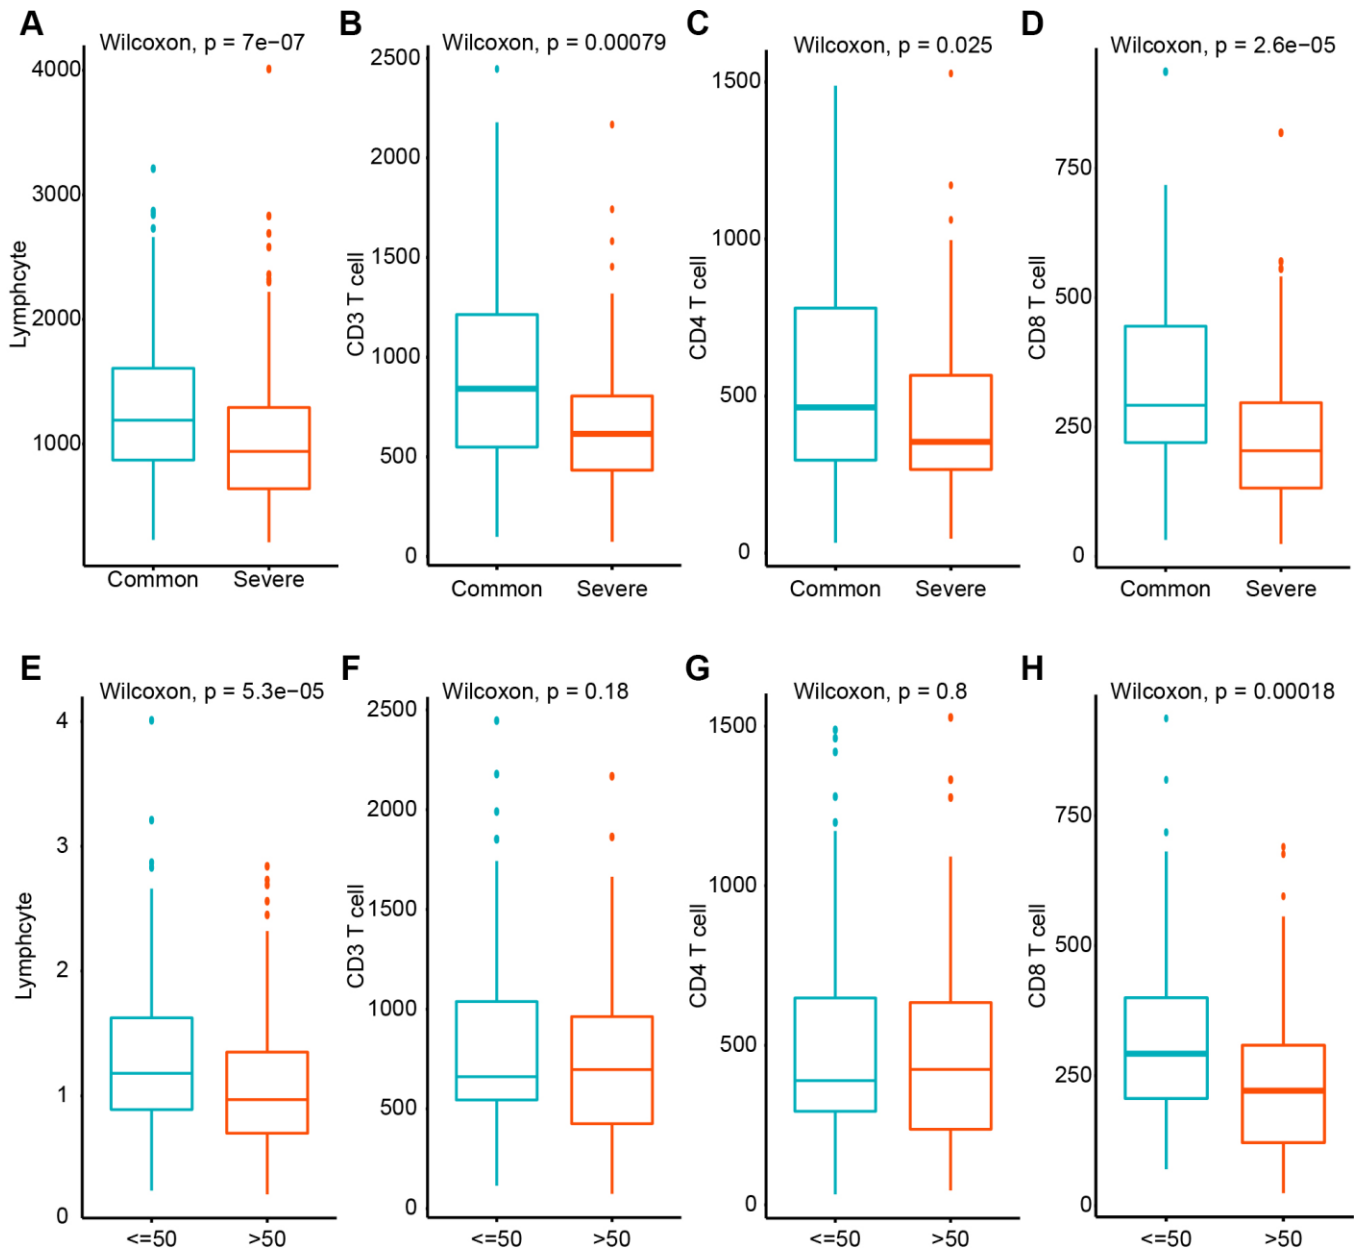 A
Wilcoxon, p = 7e−07
Lymphcyte
4000
3000
2000
1000
Common Severe
B
Wilcoxon, p = 0.00079
CD3 T cell
2500
2000
1500
1000
500
0
Common Severe
C
Wilcoxon, p = 0.025
CD4 T cell
1500
1000
500
0
Common Severe
D
Wilcoxon, p = 2.6e−05
CD8 T cell
750
500
250
0
Common Severe
E
Wilcoxon, p = 5.3e−05
Lymphcyte
4
3
2
1
0
<=50 >50
F
Wilcoxon, p = 0.18
CD3 T cell
2500
2000
1500
1000
500
0
<=50 >50
G
Wilcoxon, p = 0.8
CD4 T cell
1500
1000
500
0
<=50 >50
H
Wilcoxon, p = 0.00018
CD8 T cell
750
500
250
0
<=50 >50